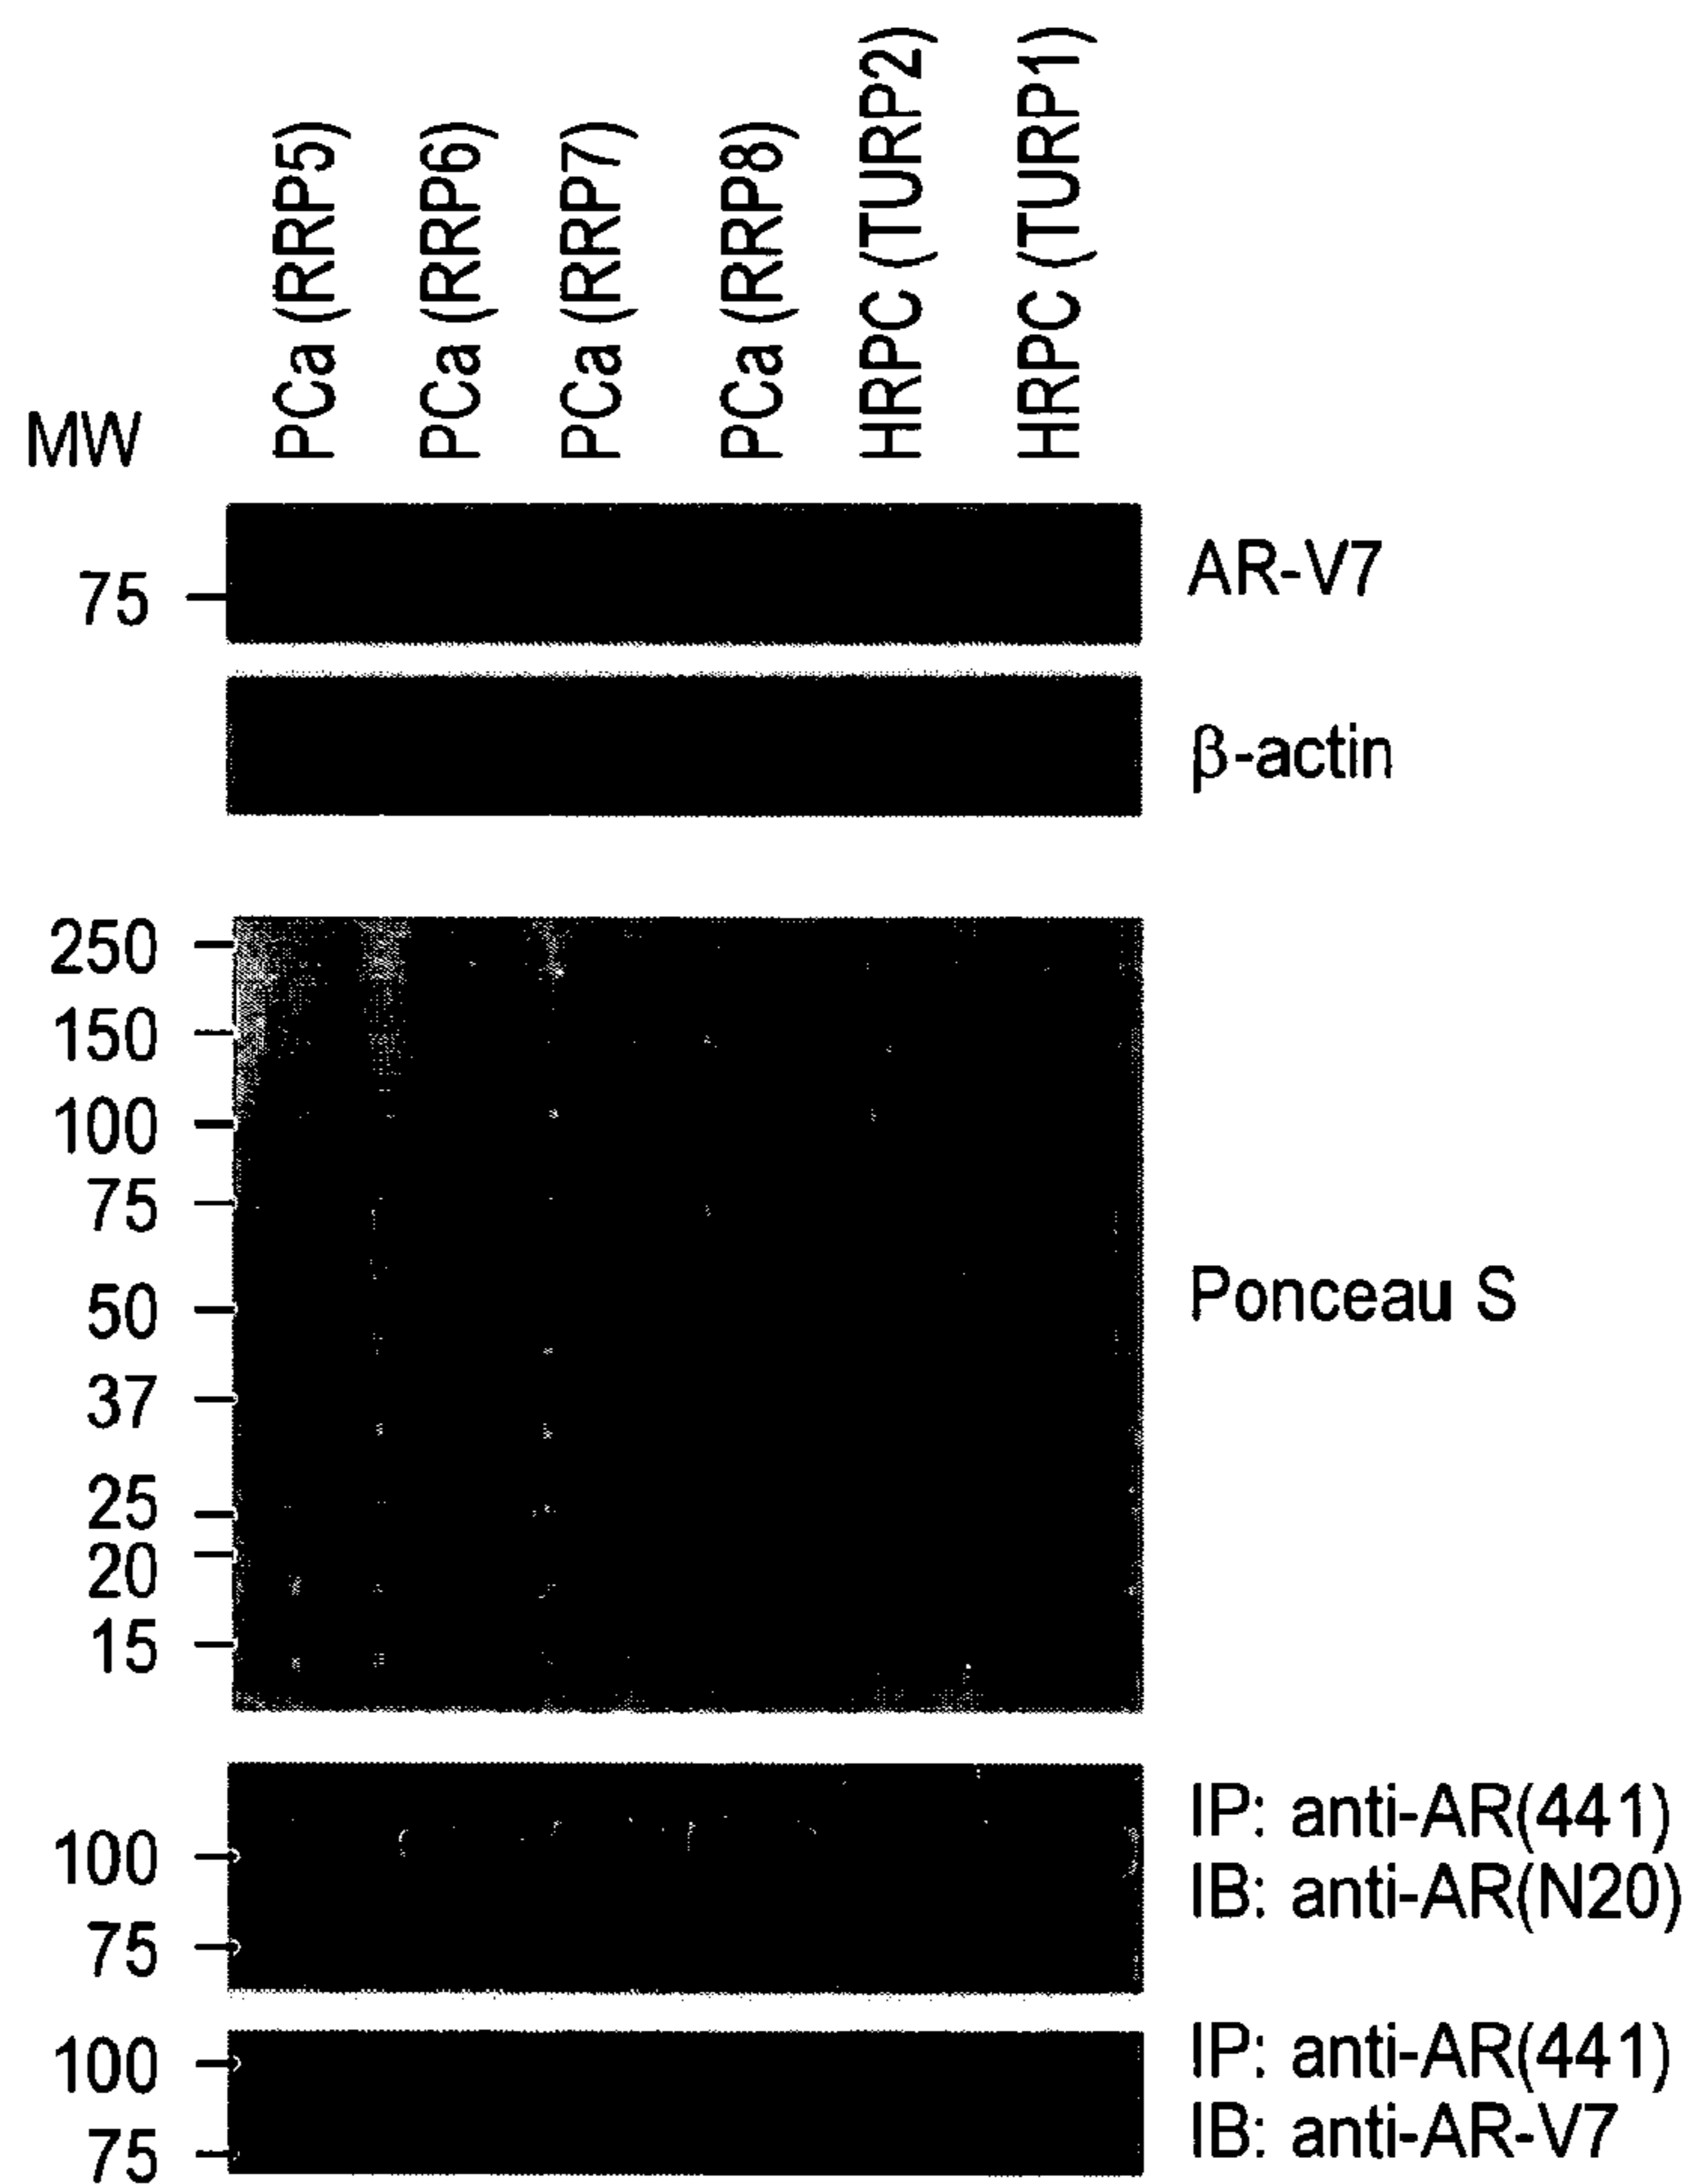 PCa (RRP5)
PCa (RRP6)
PCa (RRP7)
PCa (RRP8)
HRPC (TURP2)
HRPC (TURP1)
MW
75
AR-V7
β-actin
250
150
100
75
50
37
25
20
15
Ponceau S
100
75
IP: anti-AR(441)
IB: anti-AR(N20)
100
75
IP: anti-AR(441)
IB: anti-AR-V7